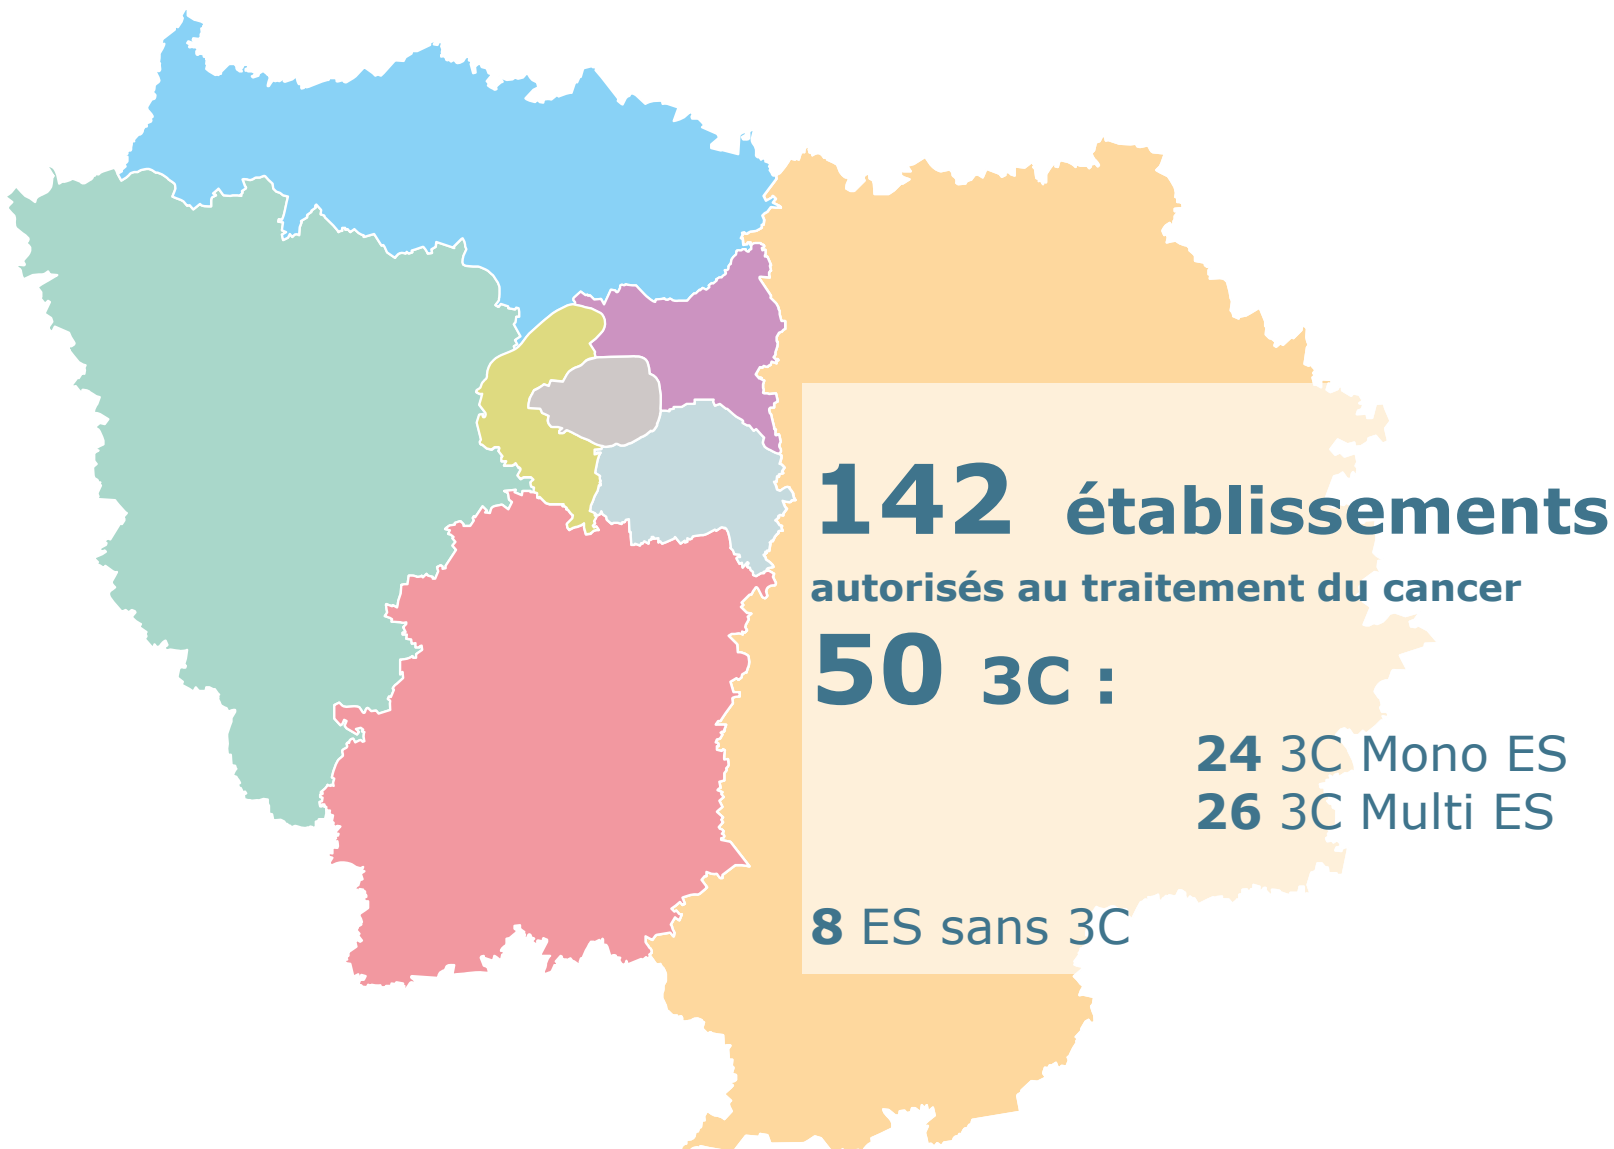 142 établissements
autorisés au traitement du cancer
50 3C :
24 3C Mono ES
26 3C Multi ES
8 ES sans 3C